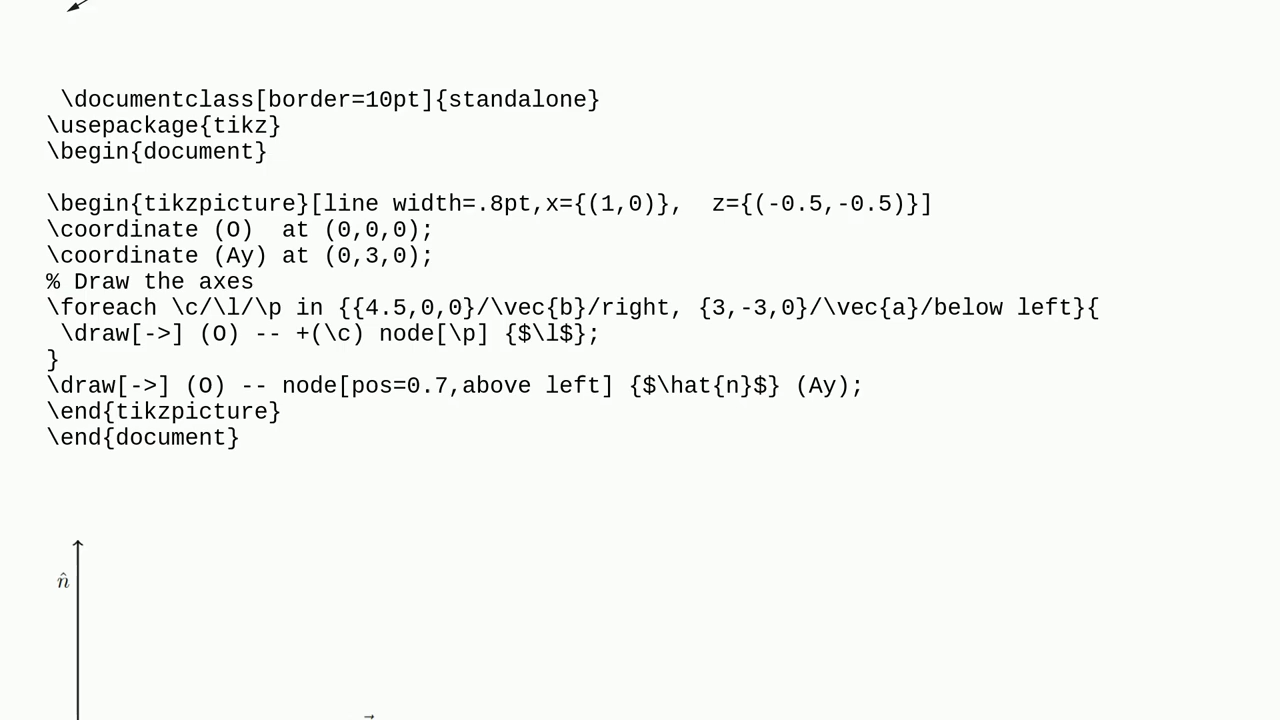 \documentclass[border=10pt]{standalone}
\usepackage{tikz}
\begin{document}
\begin{tikzpicture}[line width=.8pt,x={(1,0)},  z={(-0.5,-0.5)}]
\coordinate (O)  at (0,0,0);
\coordinate (Ay) at (0,3,0);
% Draw the axes
\foreach \c/\l/\p in {{4.5,0,0}/\vec{b}/right, {3,-3,0}/\vec{a}/below left}{
 \draw[->] (O) -- +(\c) node[\p] {$\l$};
}
\draw[->] (O) -- node[pos=0.7,above left] {$\hat{n}$} (Ay);
\end{tikzpicture}
\end{document}
n̂